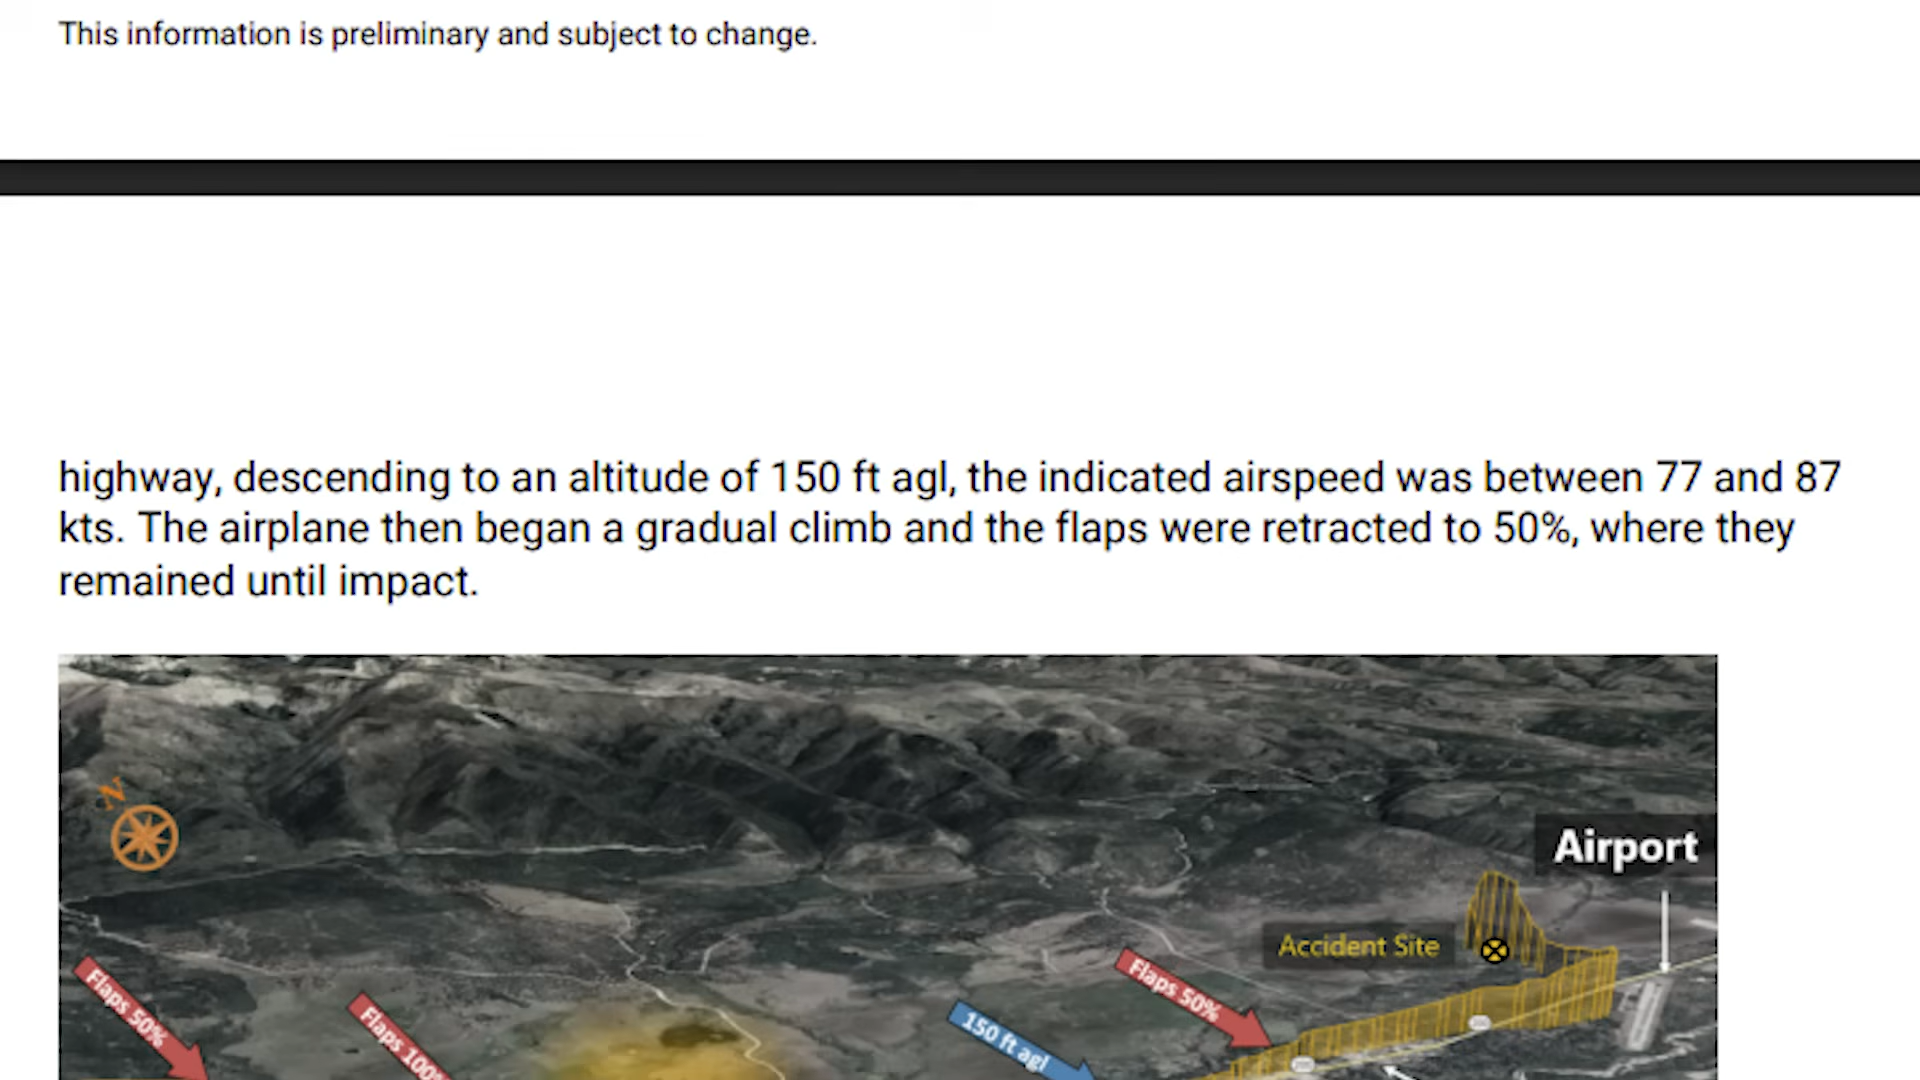 This information is preliminary and subject to change.
highway, descending to an altitude of 150 ft agl, the indicated airspeed was between 77 and 87
kts. The airplane then began a gradual climb and the flaps were retracted to 50%, where they
remained until impact.
N
Airport
Accident Site
Flaps 50%
Flaps 50%
Flaps 100%
150 ft agl